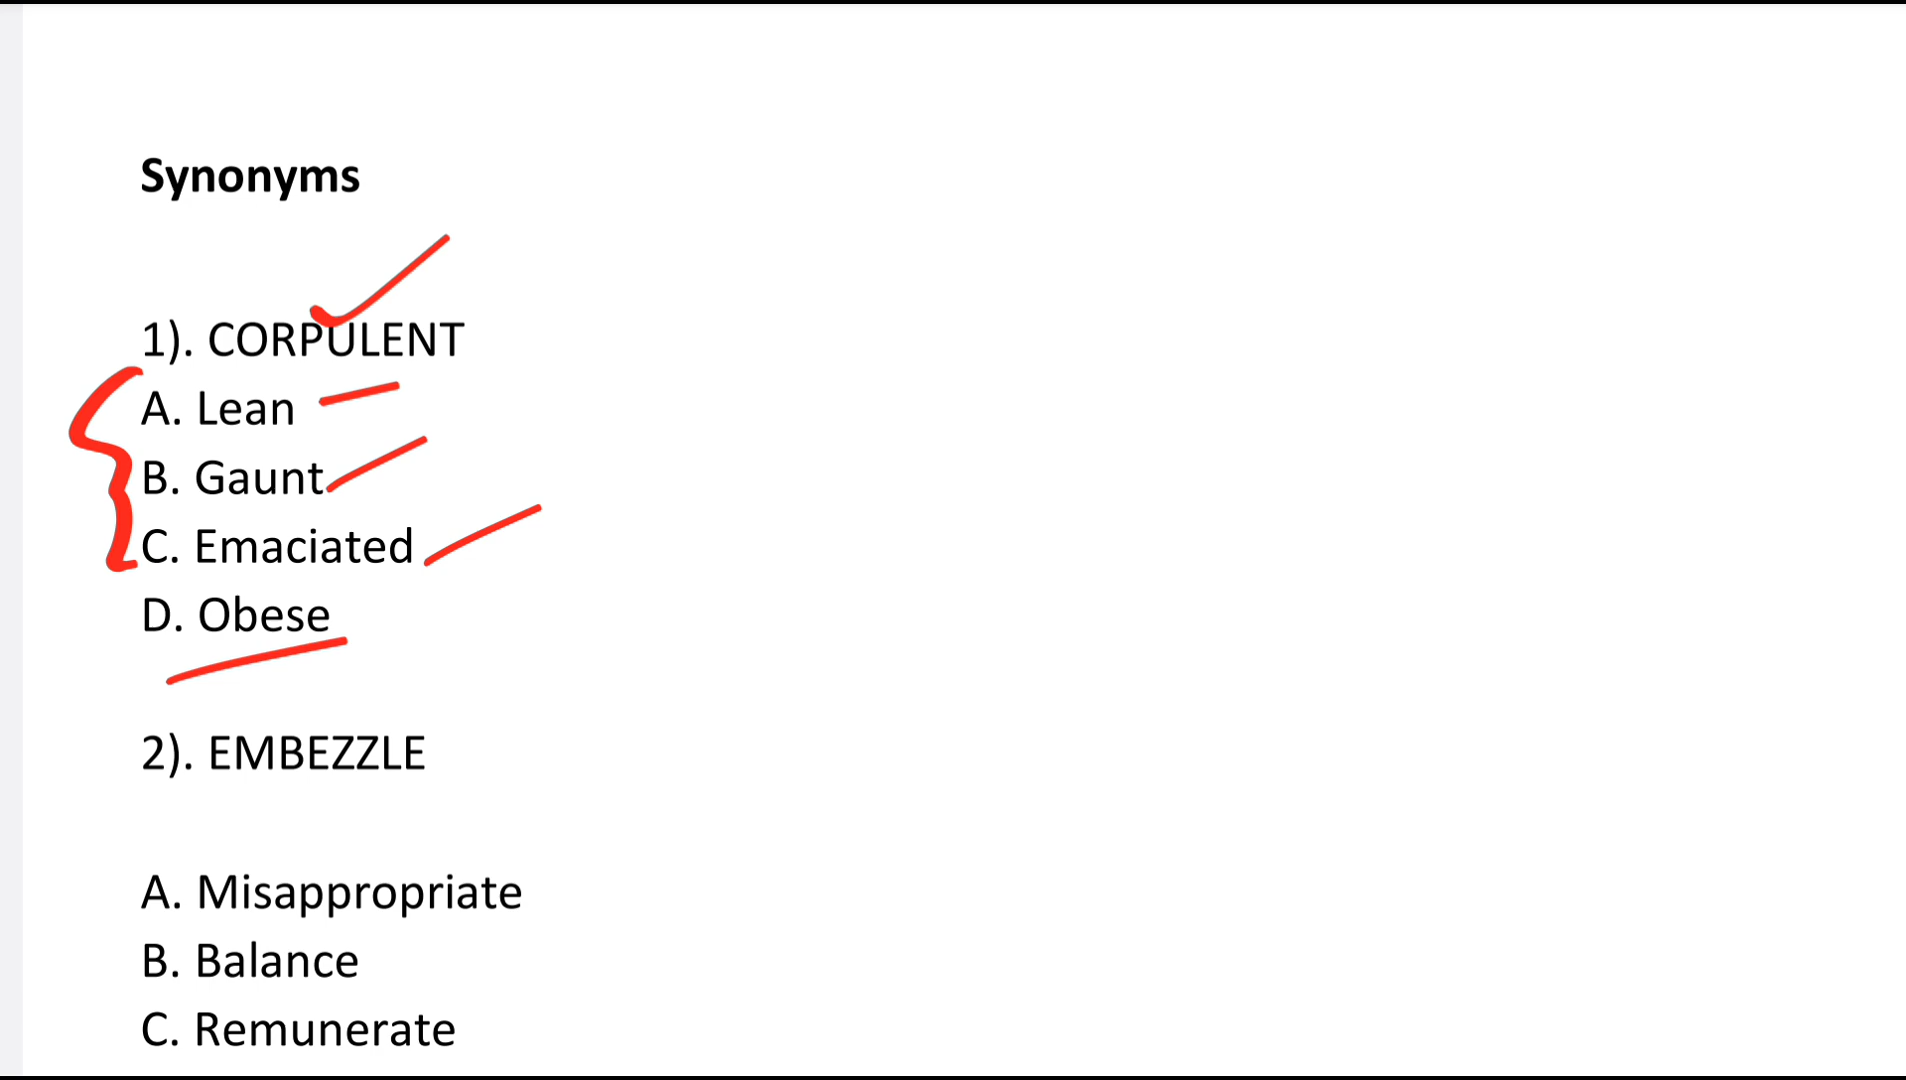 Synonyms
1). CORPULENT
A. Lean
B. Gaunt
C. Emaciated
D. Obese
2). EMBEZZLE
A. Misappropriate
B. Balance
C. Remunerate